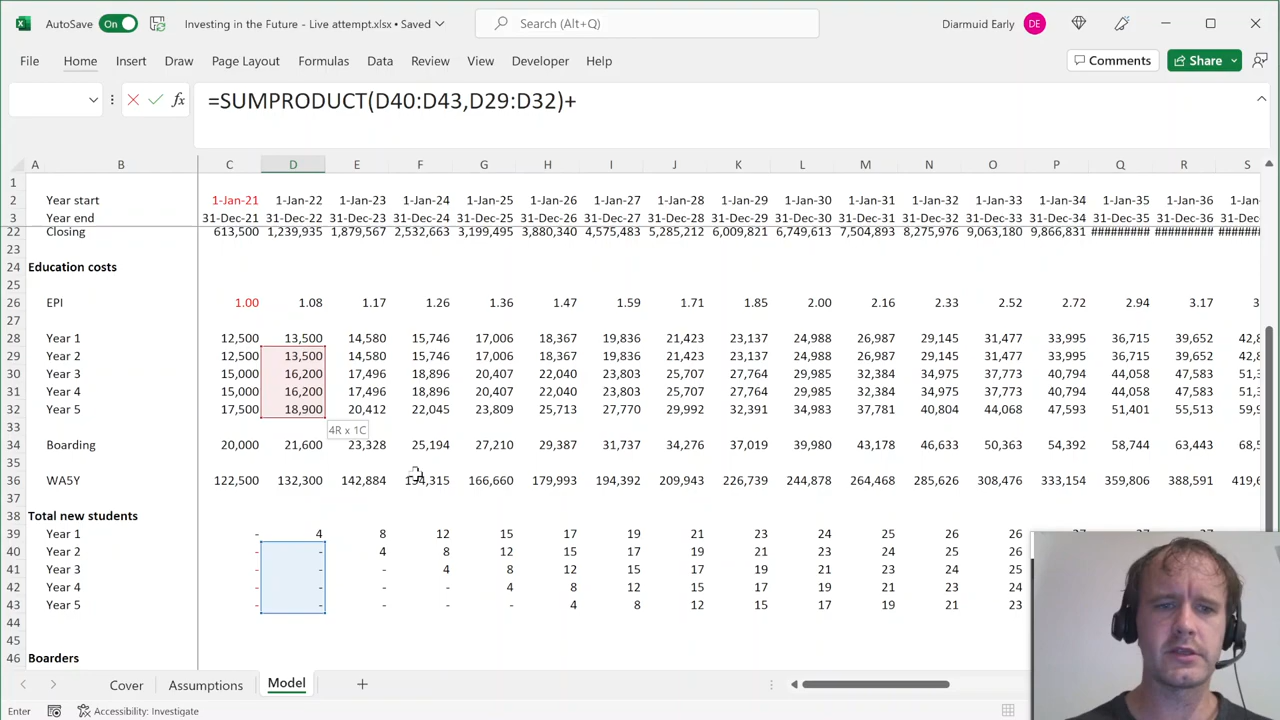 AutoSave On Investing in the Future - Live attempt.xlsx • Saved Search (Alt+Q) Diarmuid Early DE
File Home Insert Draw Page Layout Formulas Data Review View Automate Developer Help Comments Share
=SUMPRODUCT(D40:D43,D29:D32)+
A B C D E F G H I J K L M N O P Q R S
1
2 Year start 1-Jan-21 1-Jan-22 1-Jan-23 1-Jan-24 1-Jan-25 1-Jan-26 1-Jan-27 1-Jan-28 1-Jan-29 1-Jan-30 1-Jan-31 1-Jan-32 1-Jan-33 1-Jan-34 1-Jan-35 1-Jan-36 1-Jan-
3 Year end 31-Dec-21 31-Dec-22 31-Dec-23 31-Dec-24 31-Dec-25 31-Dec-26 31-Dec-27 31-Dec-28 31-Dec-29 31-Dec-30 31-Dec-31 31-Dec-32 31-Dec-33 31-Dec-34 31-Dec-35 31-Dec-36 31-Dec-
22 Closing 613,500 1,239,935 1,879,567 2,532,663 3,199,495 3,880,340 4,575,483 5,285,212 6,009,821 6,749,613 7,504,893 8,275,976 9,063,180 9,866,831 ######### ######### #######
23
24 Education costs
25
26 EPI 1.00 1.08 1.17 1.26 1.36 1.47 1.59 1.71 1.85 2.00 2.16 2.33 2.52 2.72 2.94 3.17 3
27
28 Year 1 12,500 13,500 14,580 15,746 17,006 18,367 19,836 21,423 23,137 24,988 26,987 29,145 31,477 33,995 36,715 39,652 42,8
29 Year 2 12,500 13,500 14,580 15,746 17,006 18,367 19,836 21,423 23,137 24,988 26,987 29,145 31,477 33,995 36,715 39,652 42,8
30 Year 3 15,000 16,200 17,496 18,896 20,407 22,040 23,803 25,707 27,764 29,985 32,384 34,975 37,773 40,794 44,058 47,583 51,3
31 Year 4 15,000 16,200 17,496 18,896 20,407 22,040 23,803 25,707 27,764 29,985 32,384 34,975 37,773 40,794 44,058 47,583 51,3
32 Year 5 17,500 18,900 20,412 22,045 23,809 25,713 27,770 29,992 32,391 34,983 37,781 40,804 44,068 47,593 51,401 55,513 59,9
33 4R x 1C
34 Boarding 20,000 21,600 23,328 25,194 27,210 29,387 31,737 34,276 37,019 39,980 43,178 46,633 50,363 54,392 58,744 63,443 68,5
35
36 WA5Y 122,500 132,300 142,884 166,660 179,993 194,392 209,943 226,739 244,878 264,468 285,626 308,476 333,154 359,806 388,591 419,6
37
38 Total new students
39 Year 1 - 4 8 12 15 17 19 21 23 24 25 26 26
40 Year 2 - - 4 8 12 15 17 19 21 23 24 25 26
41 Year 3 - - - 4 8 12 15 17 19 21 23 24 25
42 Year 4 - - - - 4 8 12 15 17 19 21 23 24
43 Year 5 - - - - - 4 8 12 15 17 19 21 23
44
45
46 Boarders
Cover Assumptions Model
Enter Accessibility: Investigate